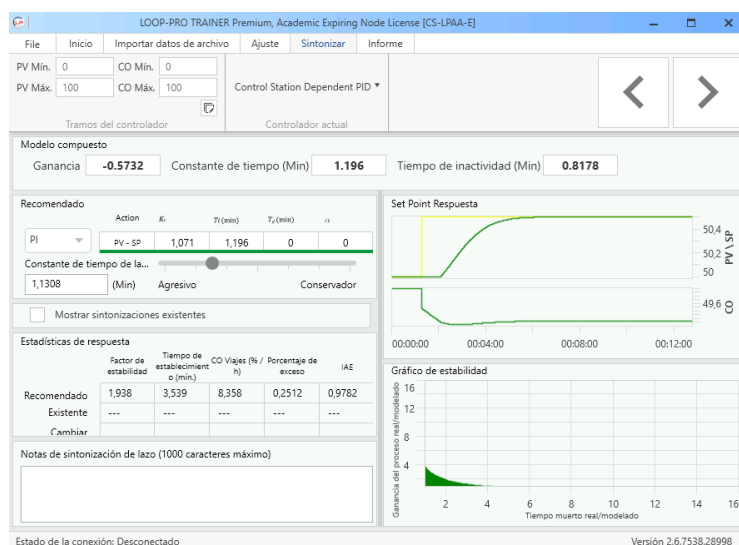 LOOP-PRO TRAINER Premium, Academic Expiring Node License [CS-LPAA-E]
File Inicio Importar datos de archivo Ajuste Sintonizar Informe
PV Mín. 0 CO Mín. 0
PV Máx. 100 CO Máx. 100
Control Station Dependent PID
Tramos del controlador Controlador actual
Modelo compuesto
Ganancia -0.5732 Constante de tiempo (Min) 1.196 Tiempo de inactividad (Min) 0.8178
Recomendado
Action Ti (min) Td (min) α
PI PV - SP 1,071 1,196 0 0
Constante de tiempo de la...
1,1308 (Min) Agresivo Conservador
Mostrar sintonizaciones existentes
Estadísticas de respuesta
Factor de estabilidad
Tiempo de establecimiento (mín.)
CO Viajes (% / h)
Porcentaje de exceso
IAE
Recomendado 1,938 3,539 8,358 0,2512 0,9782
Existente --- --- --- --- ---
Cambiar
Notas de sintonización de lazo (1000 caracteres máximo)
Set Point Respuesta
50,4
50,2
50
PV \ SP
49,6
CO
00:00:00 00:04:00 00:08:00 00:12:00
Gráfico de estabilidad
Ganancia del proceso real/modelado
16
12
8
4
2 4 6 8 10 12 14 16
Tiempo muerto real/modelado
Estado de la conexión: Desconectado Versión 2.6.7538.28998